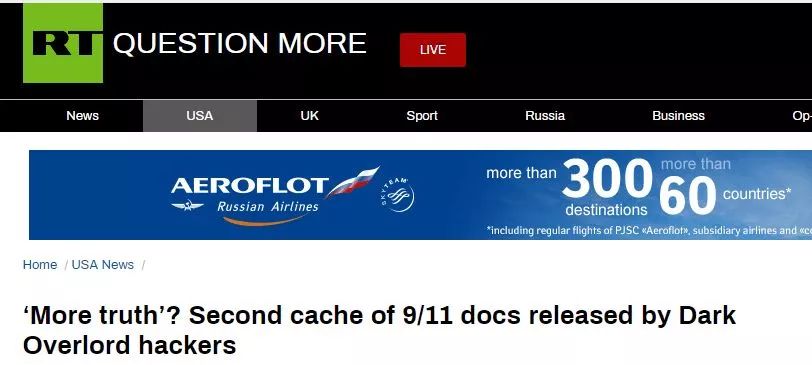 RT QUESTION MORE
LIVE
News USA UK Sport Russia Business Op-
AEROFLOT
Russian Airlines
SKYTEAM
more than 300 destinations
more than 60 countries*
*including regular flights of PJSC «Aeroflot», subsidiary airlines and «co
Home / USA News /
‘More truth’? Second cache of 9/11 docs released by Dark
Overlord hackers